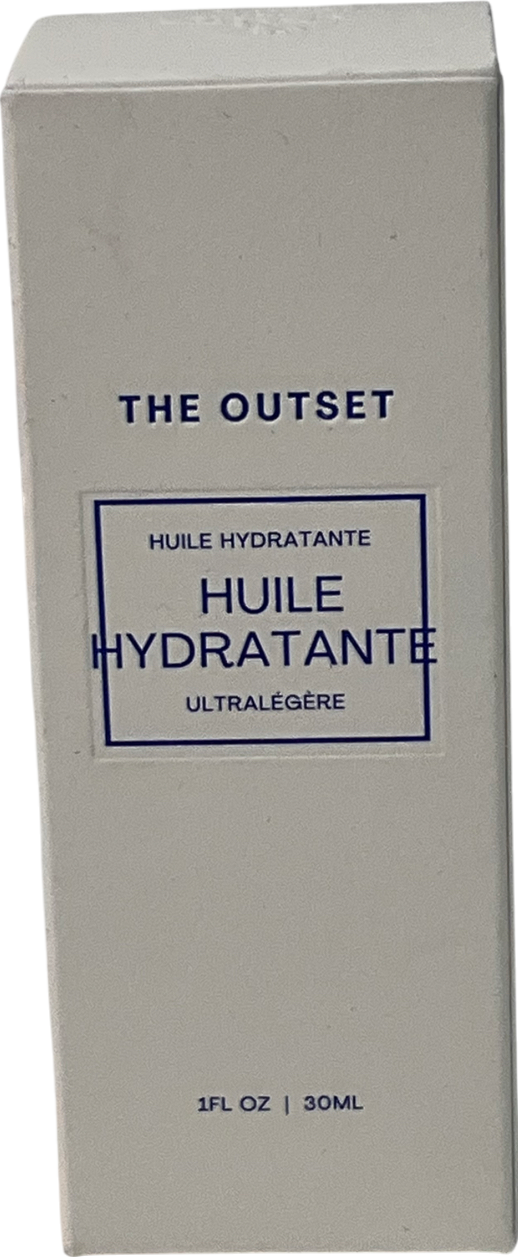 THE OUTSET
HUILE HYDRATANTE
HUILE
HYDRATANTE
ULTRALÉGÈRE
1FL OZ | 30ML